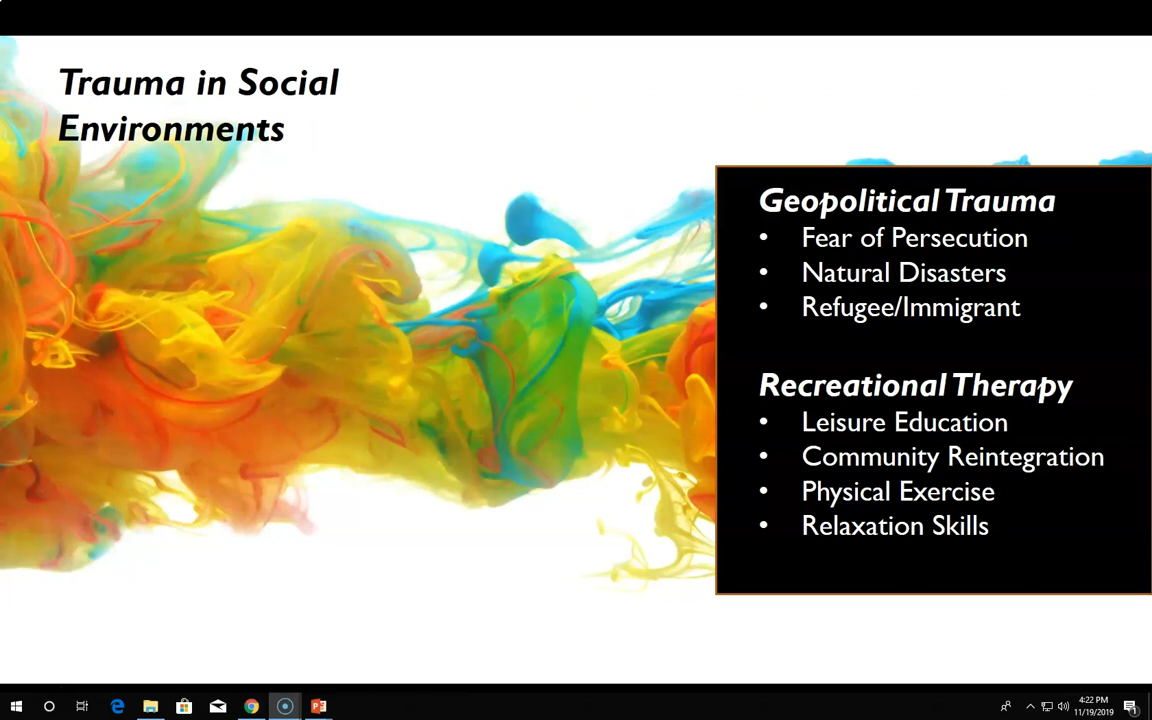 Trauma in Social
Environments
Geopolitical Trauma
• Fear of Persecution
• Natural Disasters
• Refugee/Immigrant
Recreational Therapy
• Leisure Education
• Community Reintegration
• Physical Exercise
• Relaxation Skills
4:22 PM
11/19/2019